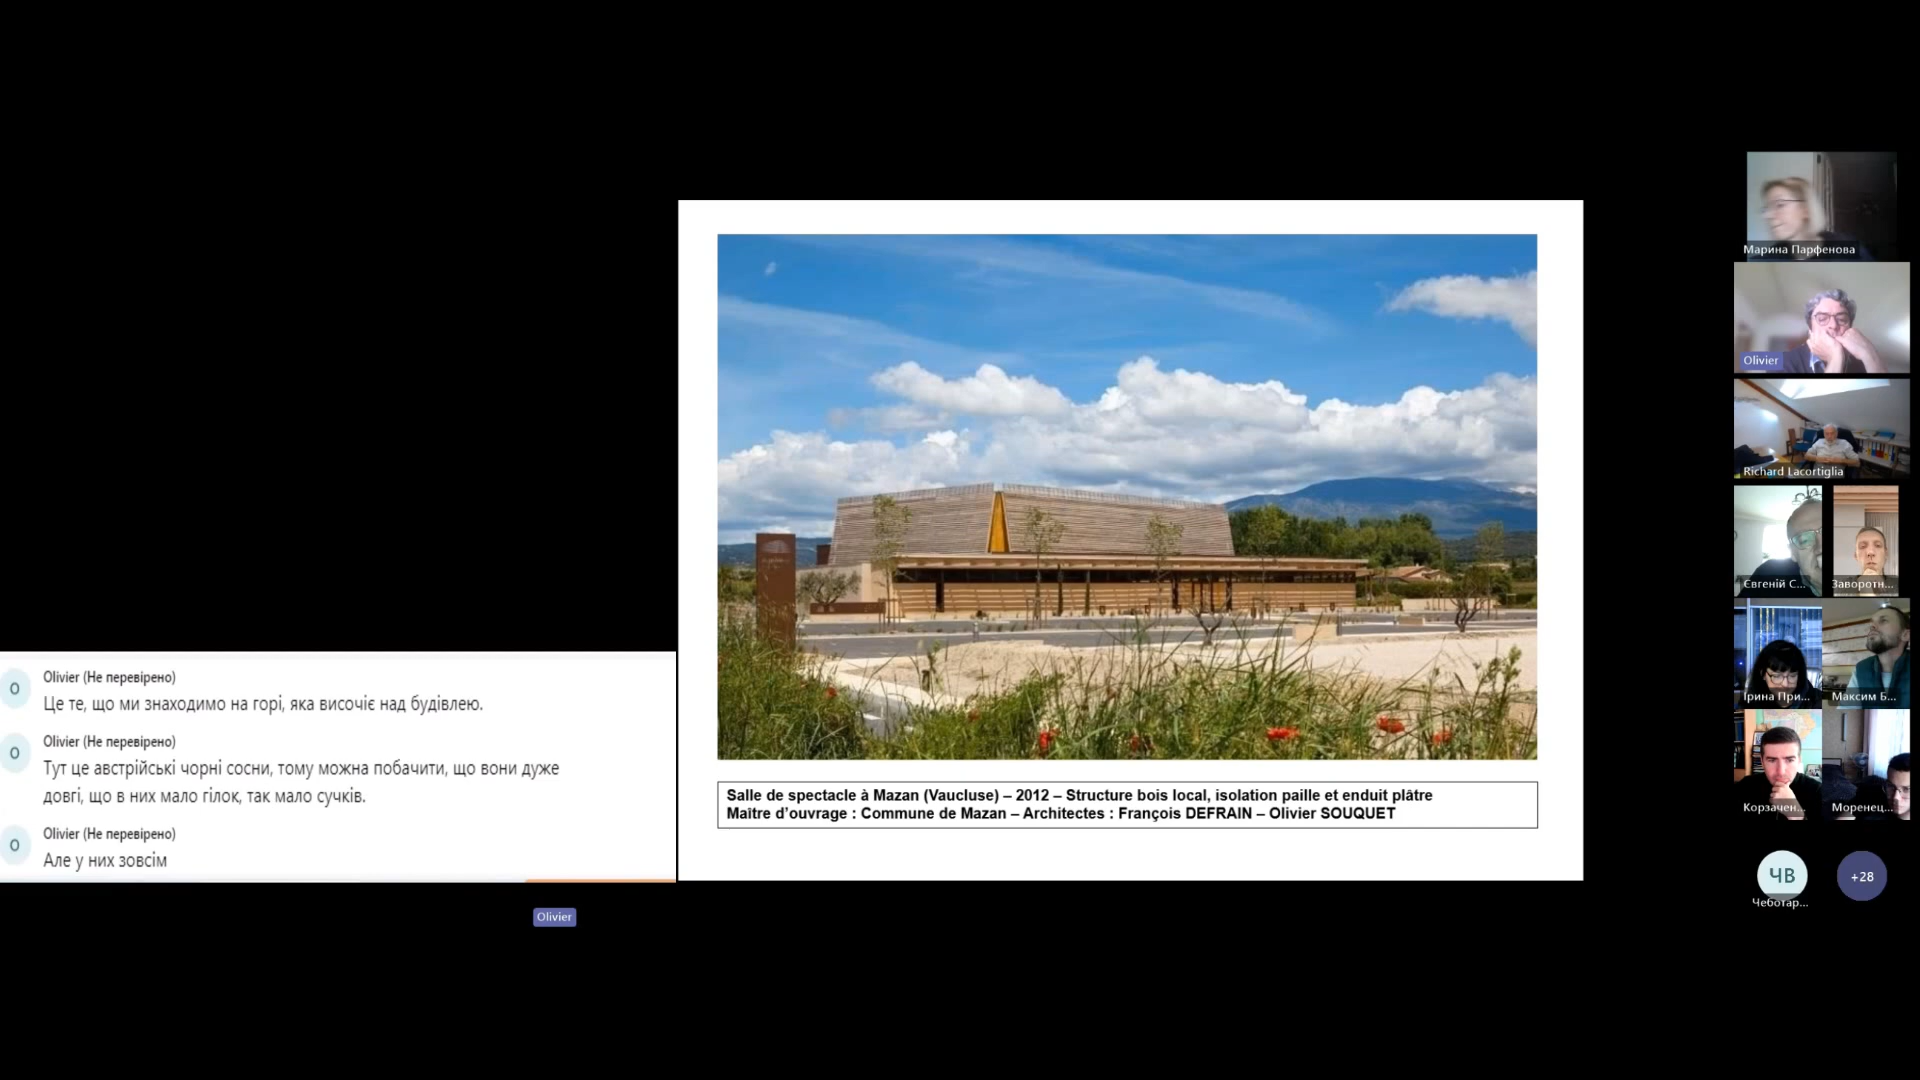 Olivier (Не перевірено)
Це те, що ми знаходимо на горі, яка височіє над будівлею.
Olivier (Не перевірено)
Тут це австрійські чорні сосни, тому можна побачити, що вони дуже
довгі, що в них мало гілок, так мало сучків.
Olivier (Не перевірено)
Але у них зовсім
O
O
O
Olivier
Salle de spectacle à Mazan (Vaucluse) – 2012 – Structure bois local, isolation paille et enduit plâtre
Maître d'ouvrage : Commune de Mazan – Architectes : François DEFRAIN – Olivier SOUQUET
Марина Парфенова
Olivier
Richard Lacortiglia
Євгеній С...
Заворотн...
Ірина При...
Максим Б...
Корзачен...
Моренец...
ЧВ
Чеботар...
+28